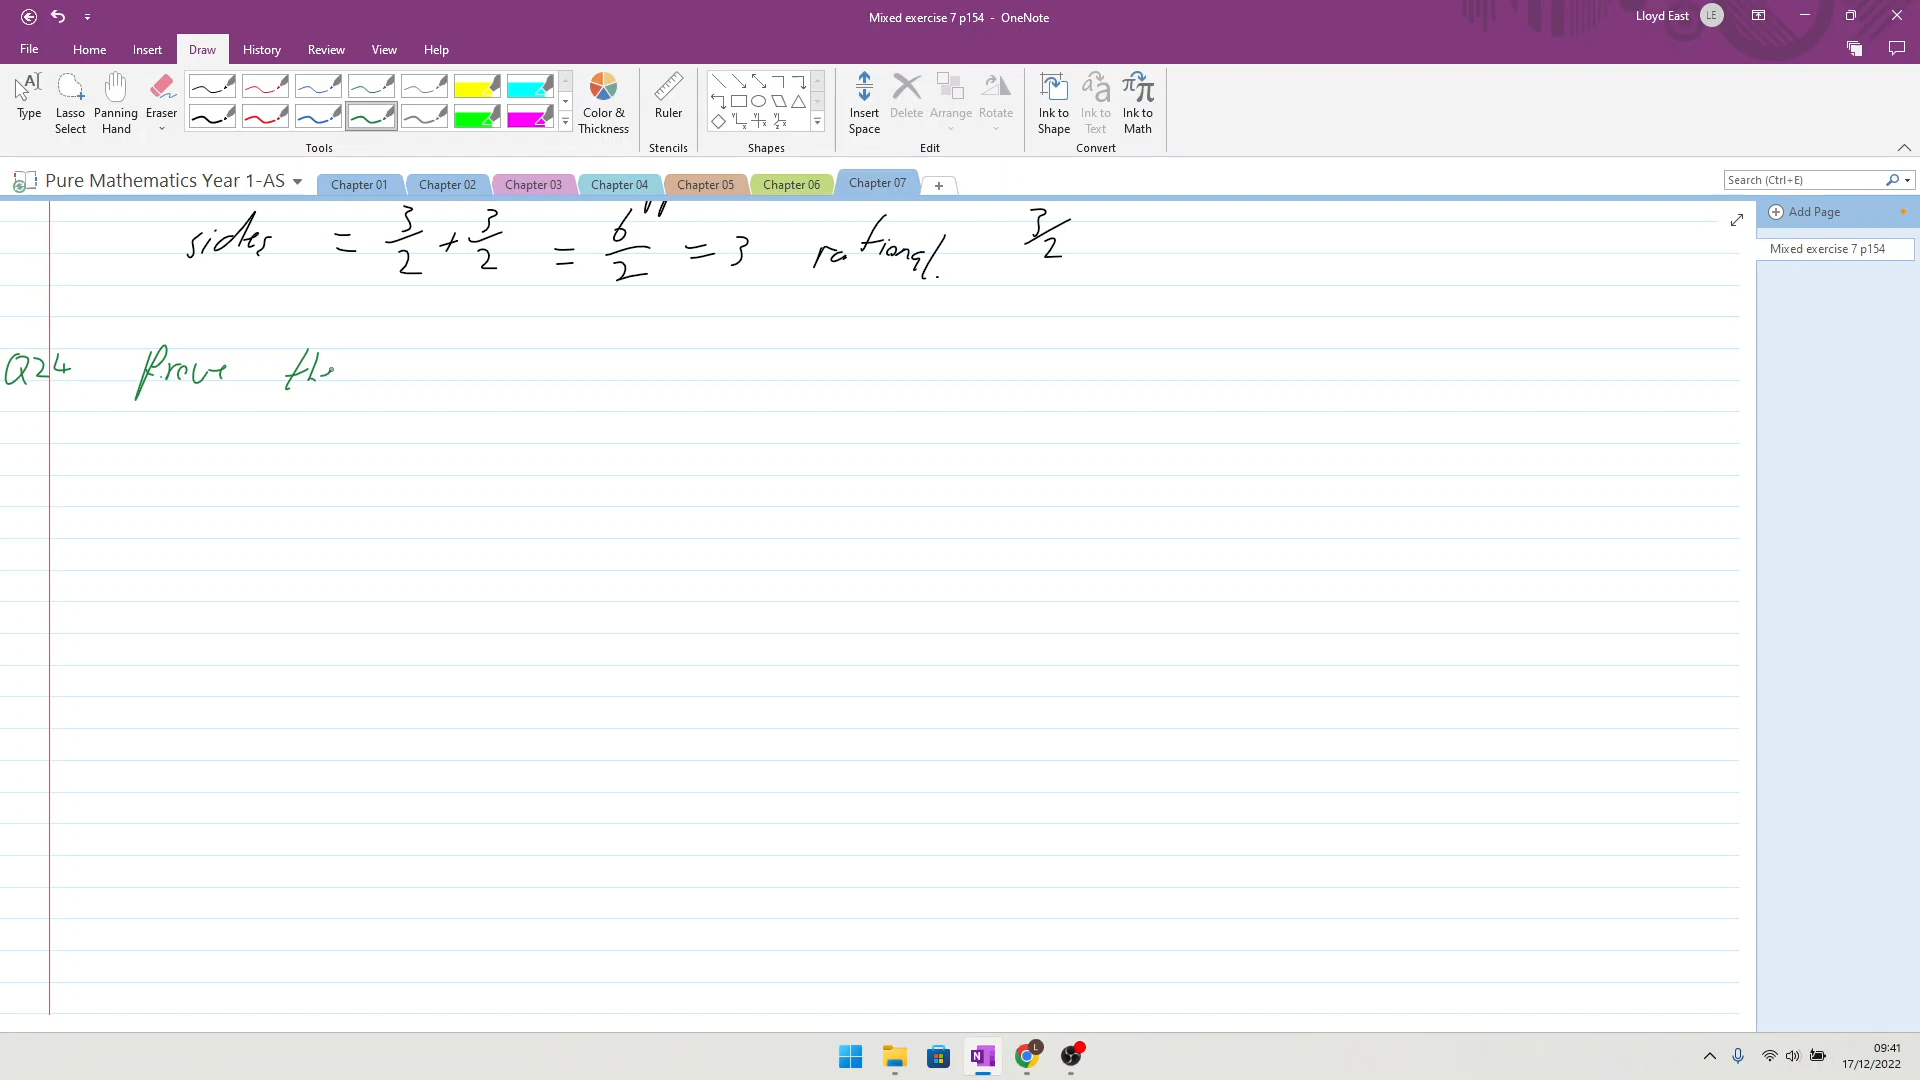 Mixed exercise 7 p154 - OneNote
Lloyd East LE
File Home Insert Draw History Review View Help
Type
Lasso Select
Panning Hand
Eraser
Color & Thickness
Ruler
Insert Space
Delete
Arrange
Rotate
Ink to Shape
Ink to Text
Ink to Math
Tools
Stencils
Shapes
Edit
Convert
Pure Mathematics Year 1-AS
Chapter 01 Chapter 02 Chapter 03 Chapter 04 Chapter 05 Chapter 06 Chapter 07
Search (Ctrl+E)
Add Page
Mixed exercise 7 p154
sides = 3/2 + 3/2 = 6/2 = 3 rational. 3/2
Q24 Prove the
09:41
17/12/2022